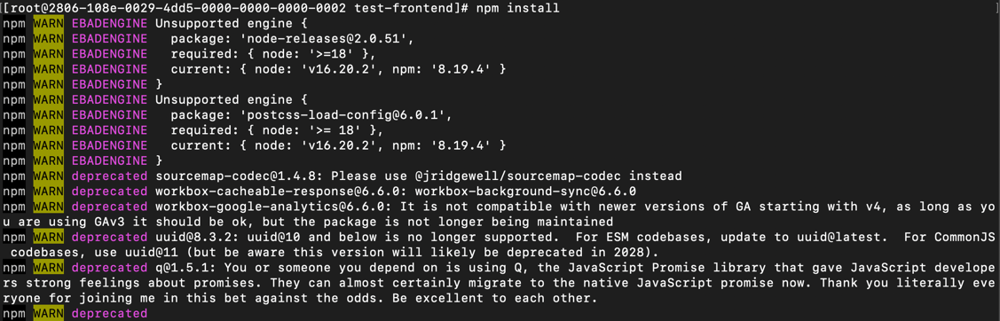 [root@2806-108e-0029-4dd5-0000-0000-0000-0002 test-frontend]# npm install
npm WARN EBADENGINE Unsupported engine {
npm WARN EBADENGINE   package: 'node-releases@2.0.51',
npm WARN EBADENGINE   required: { node: '>=18' },
npm WARN EBADENGINE   current: { node: 'v16.20.2', npm: '8.19.4' }
npm WARN EBADENGINE }
npm WARN EBADENGINE Unsupported engine {
npm WARN EBADENGINE   package: 'postcss-load-config@6.0.1',
npm WARN EBADENGINE   required: { node: '>= 18' },
npm WARN EBADENGINE   current: { node: 'v16.20.2', npm: '8.19.4' }
npm WARN EBADENGINE }
npm WARN deprecated sourcemap-codec@1.4.8: Please use @jridgewell/sourcemap-codec instead
npm WARN deprecated workbox-cacheable-response@6.6.0: workbox-background-sync@6.6.0
npm WARN deprecated workbox-google-analytics@6.6.0: It is not compatible with newer versions of GA starting with v4, as long as yo
u are using GAv3 it should be ok, but the package is not longer being maintained
npm WARN deprecated uuid@8.3.2: uuid@10 and below is no longer supported.  For ESM codebases, update to uuid@latest.  For CommonJS
 codebases, use uuid@11 (but be aware this version will likely be deprecated in 2028).
npm WARN deprecated q@1.5.1: You or someone you depend on is using Q, the JavaScript Promise library that gave JavaScript develope
rs strong feelings about promises. They can almost certainly migrate to the native JavaScript promise now. Thank you literally eve
ryone for joining me in this bet against the odds. Be excellent to each other.
npm WARN deprecated